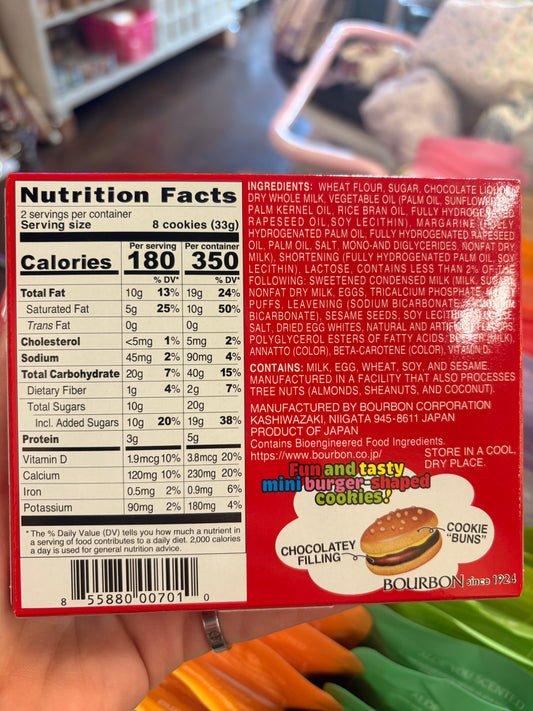 Nutrition Facts
2 servings per container
Serving size 8 cookies (33g)
Per serving Per container
Calories 180 350
% DV* % DV*
Total Fat 10g 13% 19g 24%
Saturated Fat 5g 25% 10g 50%
Trans Fat 0g 0g
Cholesterol <5mg 1% 5mg 2%
Sodium 45mg 2% 90mg 4%
Total Carbohydrate 20g 7% 40g 15%
Dietary Fiber 1g 4% 2g 7%
Total Sugars 10g 20g
Incl. Added Sugars 10g 20% 19g 38%
Protein 3g 5g
Vitamin D 1.9mcg 10% 3.8mcg 20%
Calcium 120mg 10% 230mg 20%
Iron 0.5mg 2% 0.9mg 6%
Potassium 90mg 2% 180mg 4%
*The % Daily Value (DV) tells you how much a nutrient in
a serving of food contributes to a daily diet. 2,000 calories
a day is used for general nutrition advice.
8 55880 00701 0
INGREDIENTS: WHEAT FLOUR, SUGAR, CHOCOLATE LIQUOR,
DRY WHOLE MILK, VEGETABLE OIL (PALM OIL, SUNFLOWER
PALM KERNEL OIL, RICE BRAN OIL, FULLY HYDROGENATED
RAPESEED OIL, SOY LECITHIN), MARGARINE (FULLY
HYDROGENATED PALM OIL, FULLY HYDROGENATED RAPESEED
OIL, PALM OIL, SALT, MONO-AND DIGLYCERIDES, NONFAT DRY
MILK), SHORTENING (FULLY HYDROGENATED PALM OIL, SOY
LECITHIN), LACTOSE, CONTAINS LESS THAN 2% OF THE
FOLLOWING: SWEETENED CONDENSED MILK (MILK, SUGAR),
NONFAT DRY MILK, EGGS, TRICALCIUM PHOSPHATE,
PUFFS, LEAVENING (SODIUM BICARBONATE,
BICARBONATE), SESAME SEEDS, SOY LECITHIN,
SALT, DRIED EGG WHITES, NATURAL AND ARTIFICIAL FLAVORS,
POLYGLYCEROL ESTERS OF FATTY ACIDS, BUTTER (MILK),
ANNATTO (COLOR), BETA-CAROTENE (COLOR), VITAMIN D.
CONTAINS: MILK, EGG, WHEAT, SOY, AND SESAME.
MANUFACTURED IN A FACILITY THAT ALSO PROCESSES
TREE NUTS (ALMONDS, SHEANUTS, AND COCONUT).
MANUFACTURED BY BOURBON CORPORATION
KASHIWAZAKI, NIIGATA 945-8611 JAPAN
PRODUCT OF JAPAN
Contains Bioengineered Food Ingredients.
https://www.bourbon.co.jp/
STORE IN A COOL,
DRY PLACE.
Fun and tasty
mini burger-shaped
cookies!
COOKIE
"BUNS"
CHOCOLATEY
FILLING
BOURBON since 1924